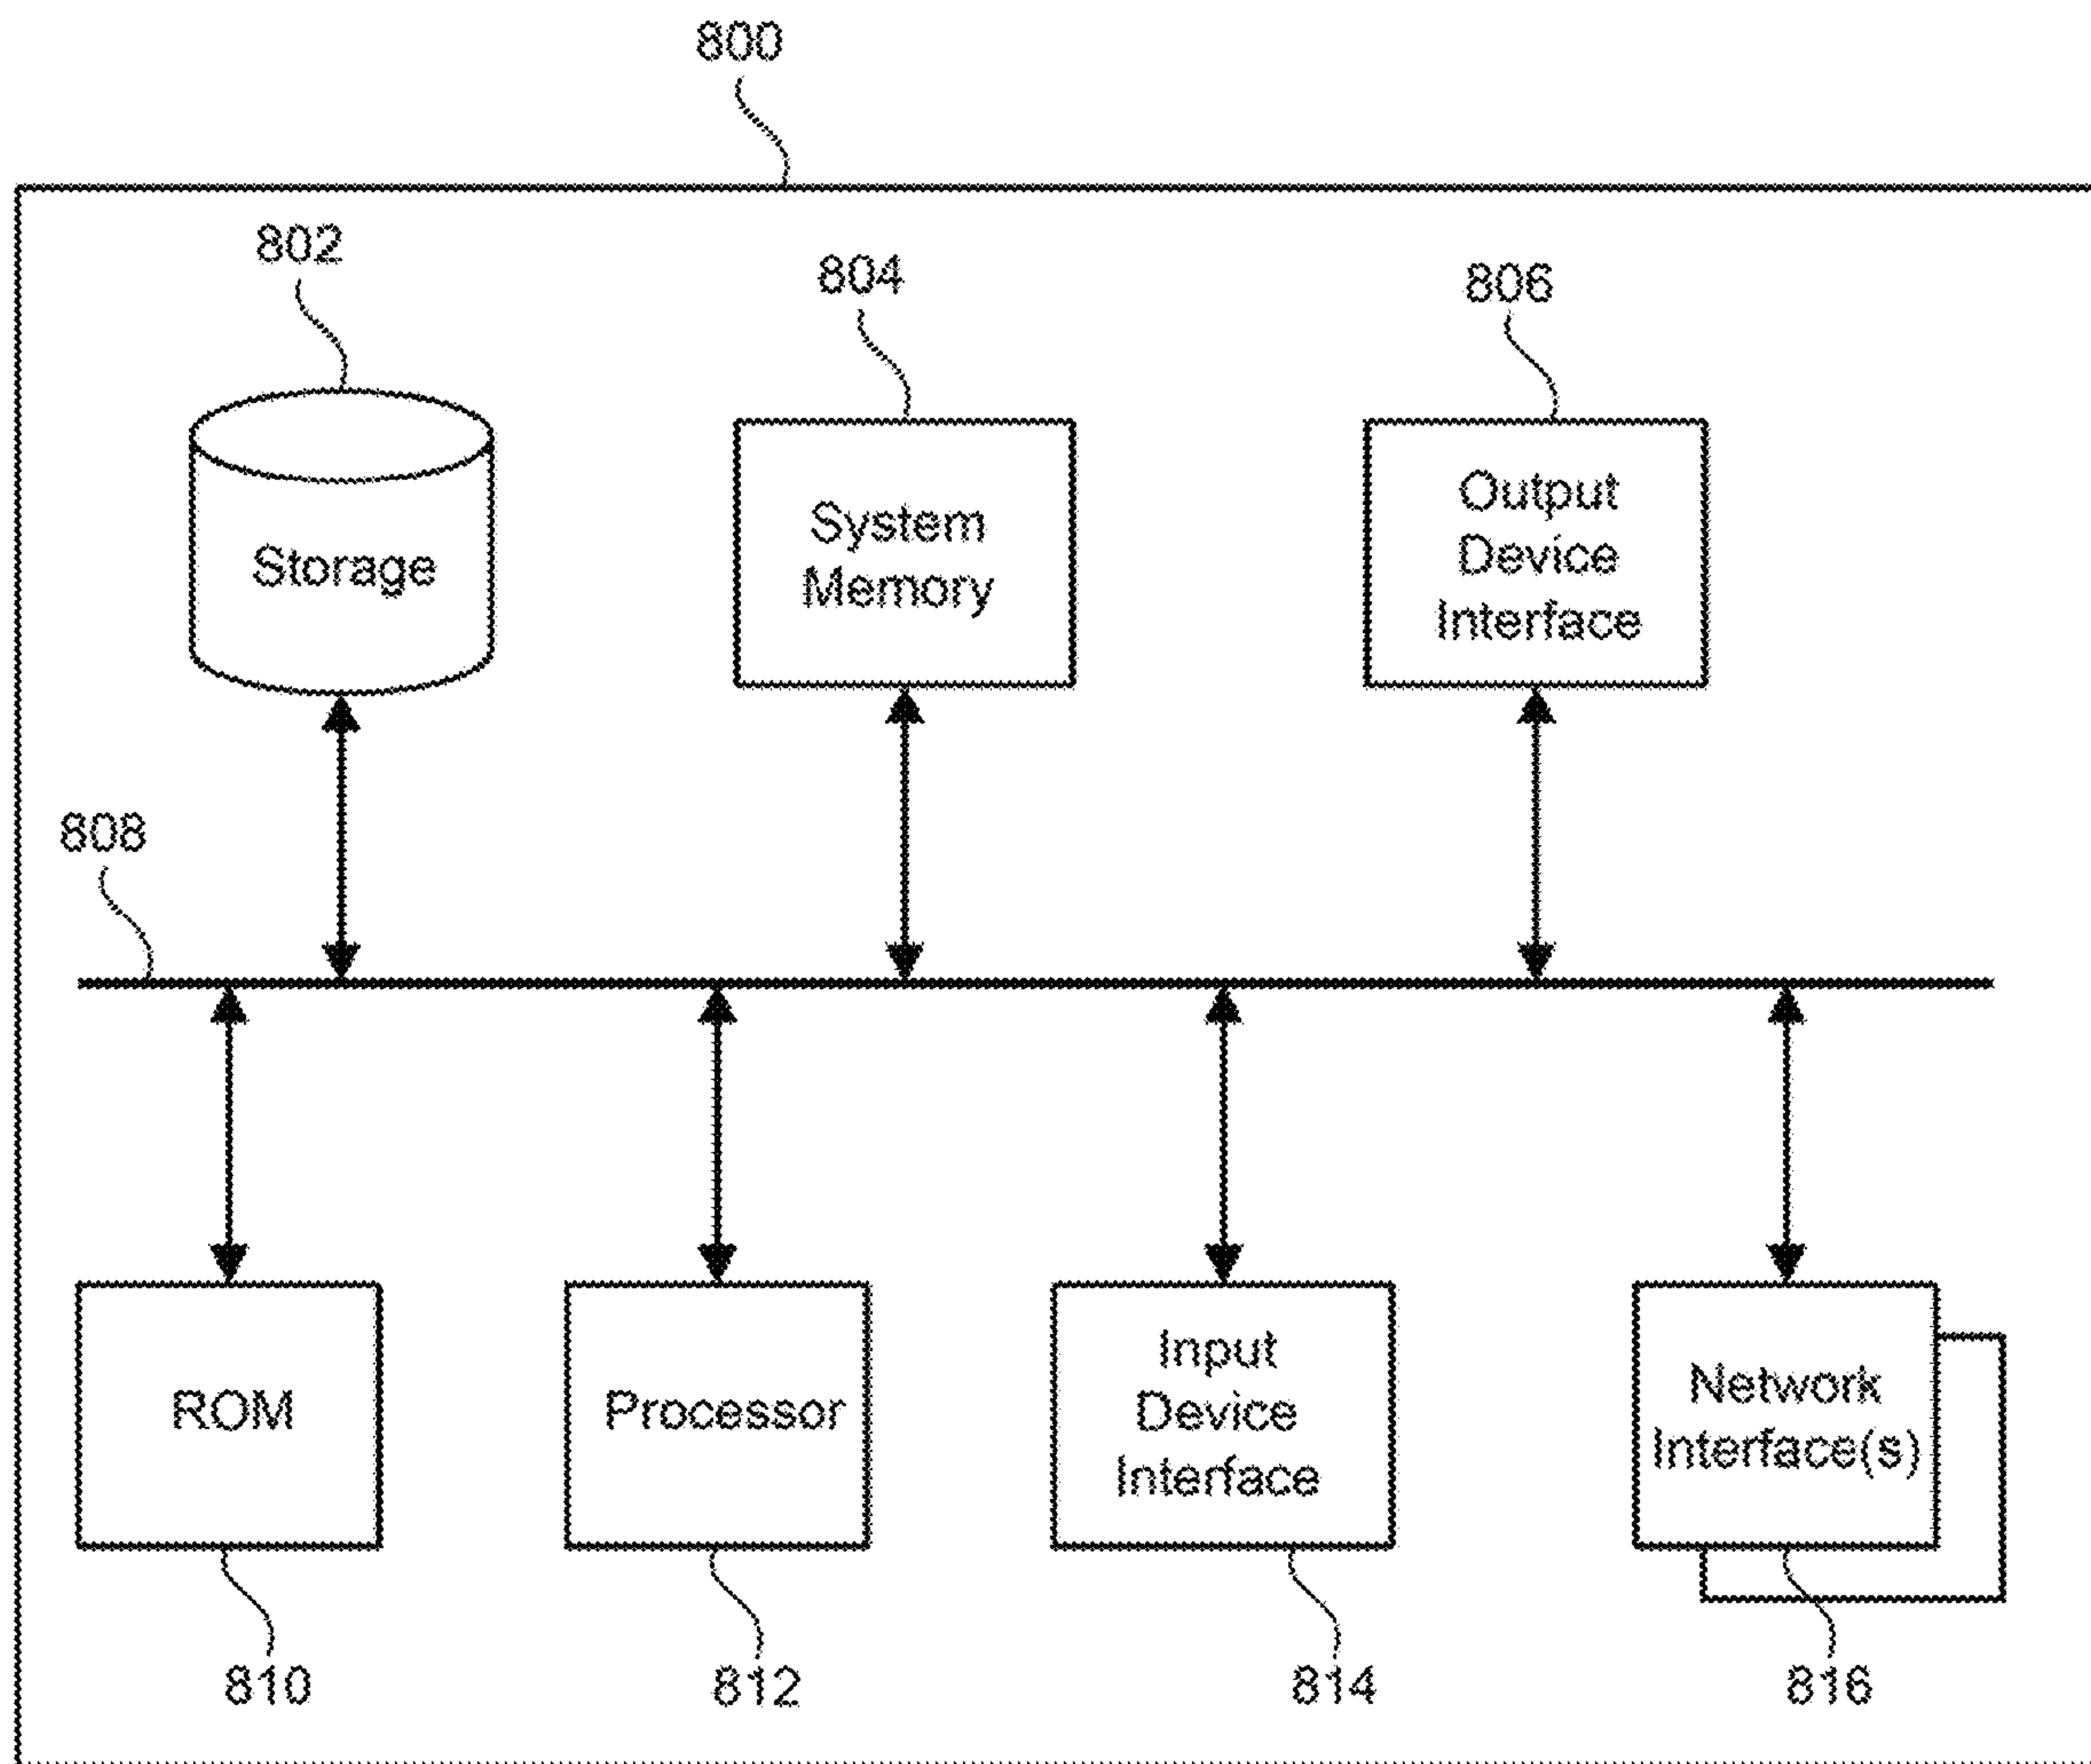 800
802
804
806
Storage
System
Memory
Output
Device
Interface
808
ROM
Processor
Input
Device
Interface
Network
Interface(s)
810
812
814
816